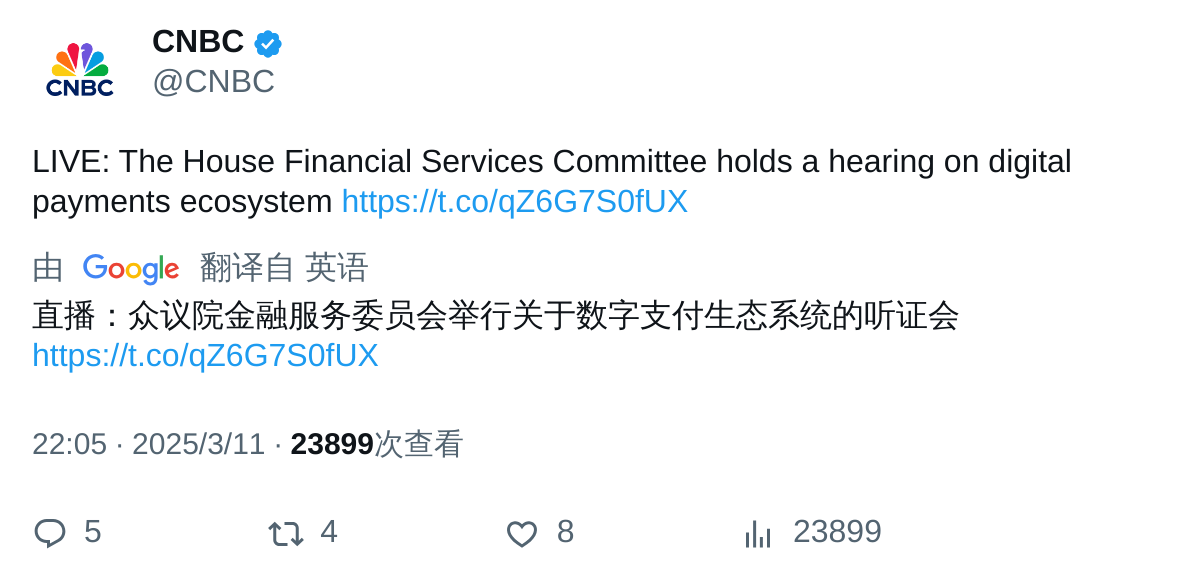 CNBC
@CNBC
CNBC
LIVE: The House Financial Services Committee holds a hearing on digital
payments ecosystem https://t.co/qZ6G7S0fUX
由 Google 翻译自 英语
直播：众议院金融服务委员会举行关于数字支付生态系统的听证会
https://t.co/qZ6G7S0fUX
22:05 · 2025/3/11 · 23899次查看
5 4 8 23899